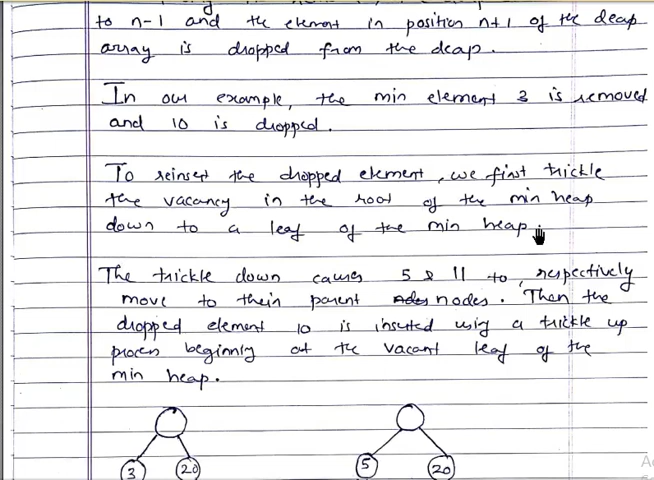 to n-1 and the element in position n+1 of the deap
array is dropped from the deap.
In our example, the min element 3 is removed
and 10 is dropped.
To reinsert the dropped element, we first trickle
the vacancy in the root of the min heap
down to a leaf of the min heap.
The trickle down causes 5 & 11 to, respectively
move to their parent nodes. Then the
dropped element 10 is inserted using a trickle up
process beginning at the vacant leaf of the
min heap.
3 20 5 20